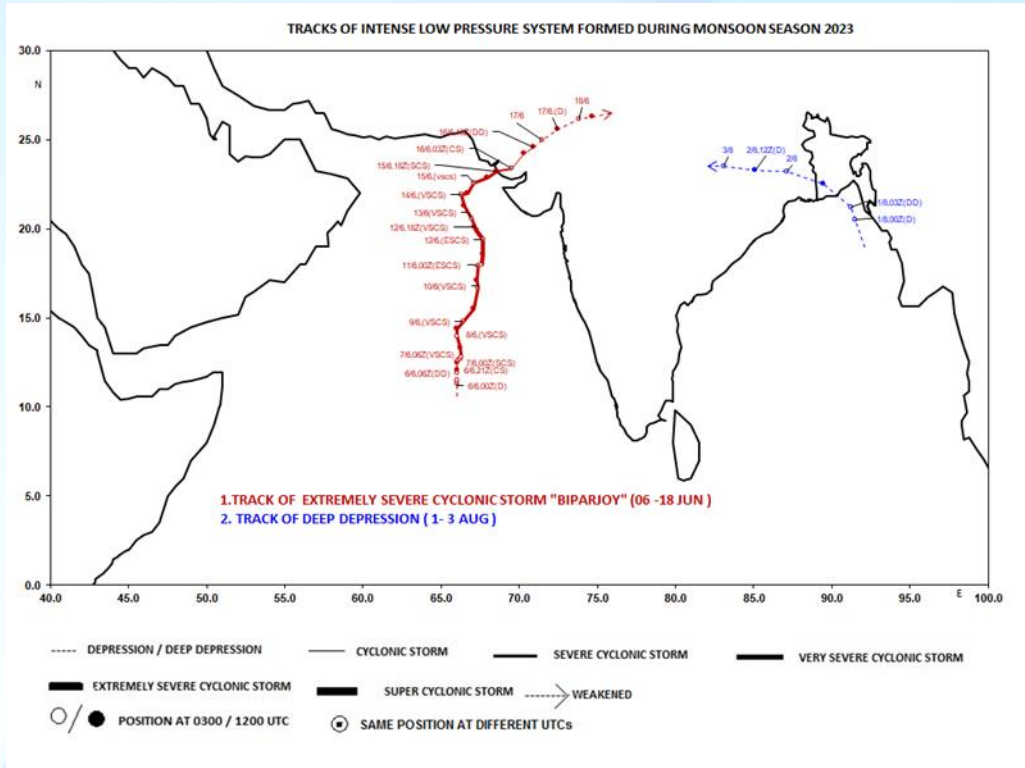 TRACKS OF INTENSE LOW PRESSURE SYSTEM FORMED DURING MONSOON SEASON 2023
30.0
N
18/6
17/6,(D)
17/6
16/6,12Z(DD)
25.0
16/6,03Z(CS)
3/8
2/8,12Z(D)
2/8
15/6,18Z(SCS)
15/6,(vscs)
14/6,(VSCS)
1/8,03Z(DD)
13/6(VSCS)
1/8,00Z(D)
12/6,18Z(VSCS)
20.0
12/6,(ESCS)
11/6,00Z(ESCS)
10/6(VSCS)
15.0
9/6,(VSCS)
8/6,(VSCS)
7/6,06Z(VSCS)
7/6,00Z(SCS)
6/6,06Z(DD)
6/6,21Z(CS)
6/6,00Z(D)
10.0
5.0
1.TRACK OF EXTREMELY SEVERE CYCLONIC STORM "BIPARJOY" (06 -18 JUN )
2. TRACK OF DEEP DEPRESSION ( 1- 3 AUG )
0.0
40.0 45.0 50.0 55.0 60.0 65.0 70.0 75.0 80.0 85.0 90.0 95.0 E 100.0
DEPRESSION / DEEP DEPRESSION CYCLONIC STORM SEVERE CYCLONIC STORM VERY SEVERE CYCLONIC STORM
EXTREMELY SEVERE CYCLONIC STORM SUPER CYCLONIC STORM WEAKENED
/ POSITION AT 0300 / 1200 UTC SAME POSITION AT DIFFERENT UTCs